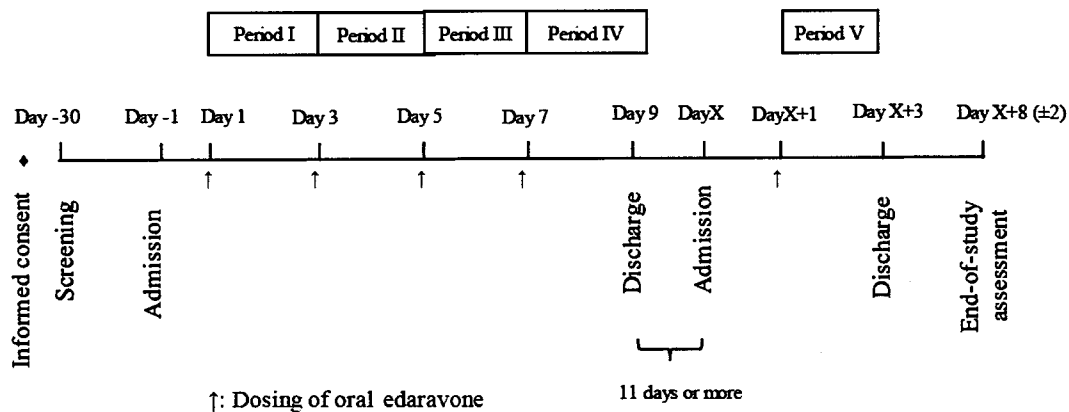 Period I Period II Period III Period IV Period V
Day -30 Day -1 Day 1 Day 3 Day 5 Day 7 Day 9 DayX DayX+1 Day X+3 Day X+8 (±2)
↑ ↑ ↑ ↑ ↑
Informed consent
Screening
Admission
Discharge
Admission
Discharge
End-of-study
assessment
11 days or more
↑: Dosing of oral edaravone